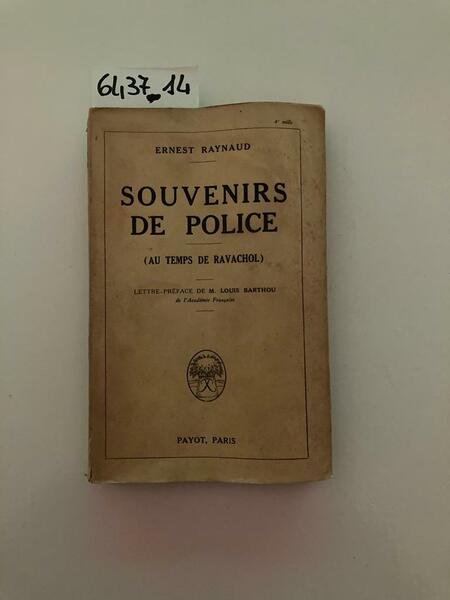 6437_14
4e mille
ERNEST RAYNAUD
SOUVENIRS
DE POLICE
(AU TEMPS DE RAVACHOL)
LETTRE-PRÉFACE DE M. LOUIS BARTHOU
de l'Académie Française
PAYOT, PARIS